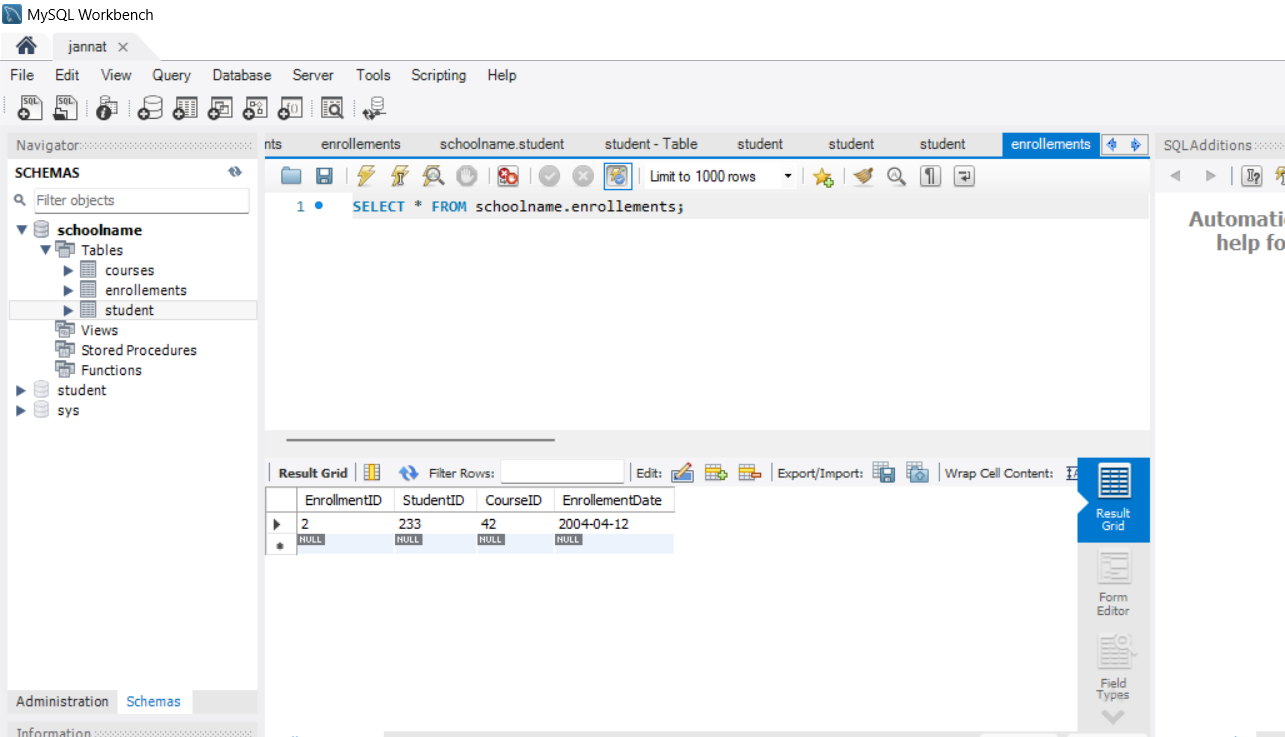 MySQL Workbench
jannat
File Edit View Query Database Server Tools Scripting Help
Navigator
SCHEMAS
Filter objects
schoolname
Tables
courses
enrollements
student
Views
Stored Procedures
Functions
student
sys
Administration Schemas
Information
nts enrollements schoolname.student student - Table student student student enrollements
Limit to 1000 rows
1 SELECT * FROM schoolname.enrollements;
Result Grid Filter Rows: Edit: Export/Import: Wrap Cell Content:
EnrollmentID StudentID CourseID EnrollementDate
2 233 42 2004-04-12
NULL NULL NULL NULL
Result
Grid
Form
Editor
Field
Types
SQLAdditions
Automati
help fo